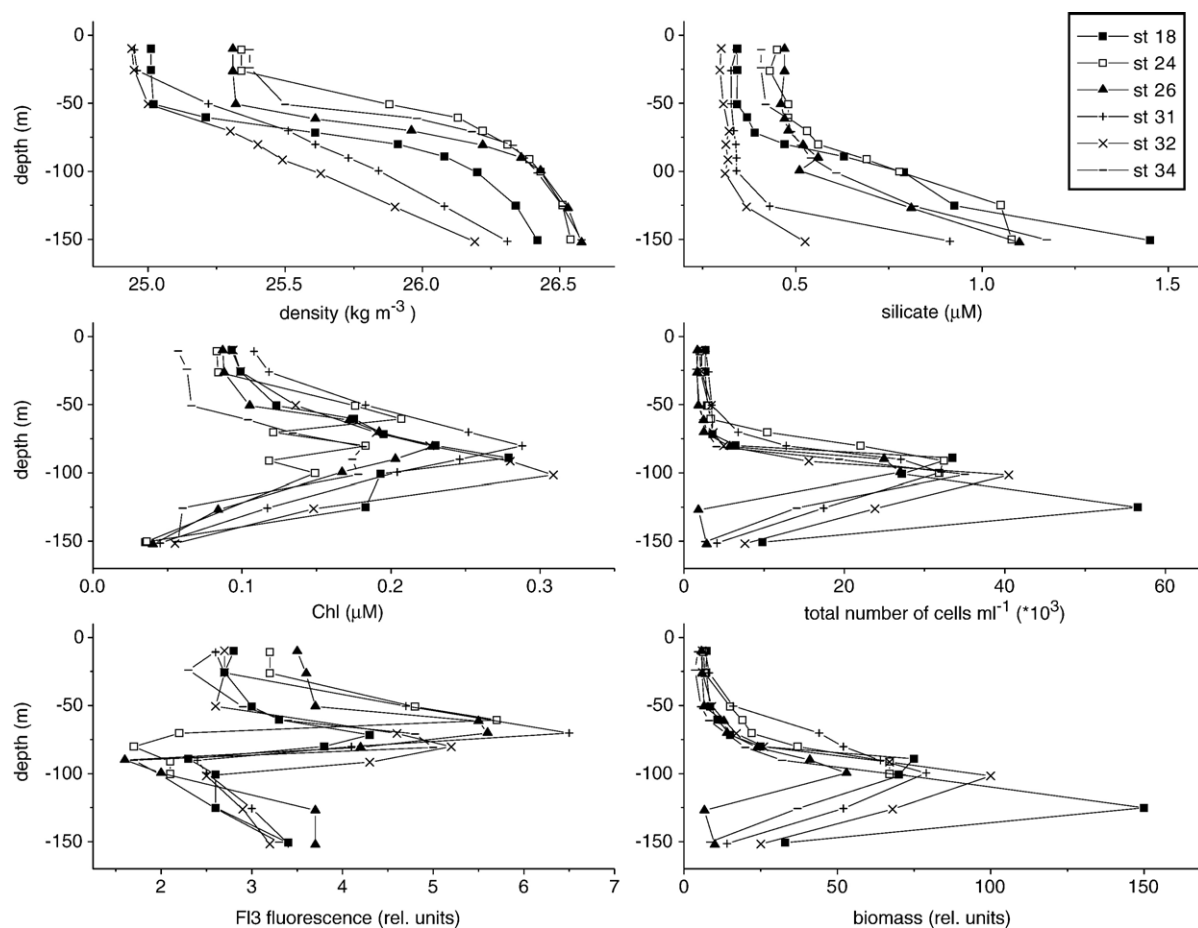 0
-50
-100
-150
depth (m)
25.0 25.5 26.0 26.5
density (kg m-3 )
0
-50
00
-100
-150
depth (m)
0.5 1.0 1.5
silicate (μM)
st 18
st 24
st 26
st 31
st 32
st 34
0
-50
-100
-150
depth (m)
0.0 0.1 0.2 0.3
Chl (μM)
0
-50
-100
-150
0 20 40 60
total number of cells ml-1 (*103)
0
-50
-100
-150
depth (m)
2 3 4 5 6 7
Fl3 fluorescence (rel. units)
0
-50
-100
-150
0 50 100 150
biomass (rel. units)